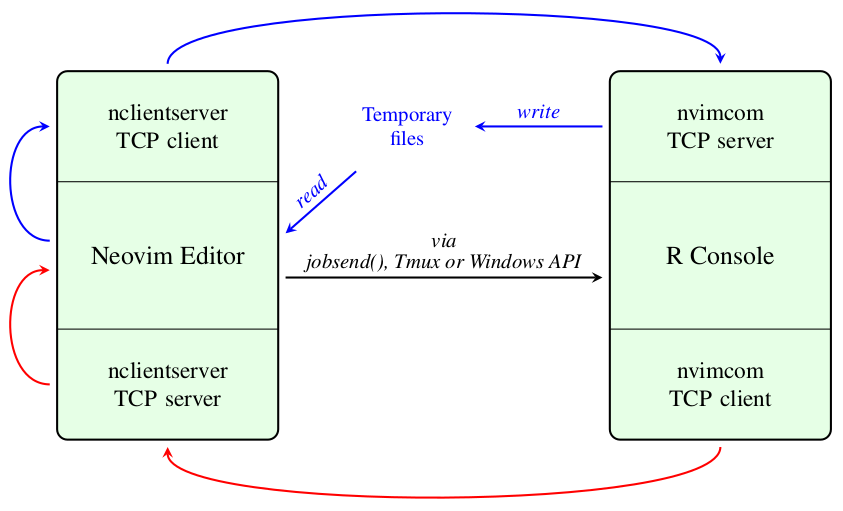 nclientserver
TCP client
Neovim Editor
nclientserver
TCP server
Temporary
files
write
read
via
jobsend(), Tmux or Windows API
nvimcom
TCP server
R Console
nvimcom
TCP client